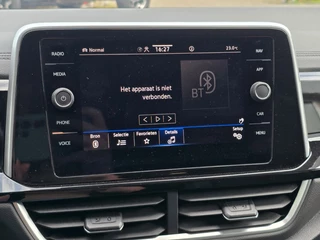 RADIO
MEDIA
PHONE
VOICE
Normal 16:27 23.0°C
Het apparaat is niet
verbonden.
BT
Bron Selectie Favorieten Details Setup
NAV
APP
CAR
MENU